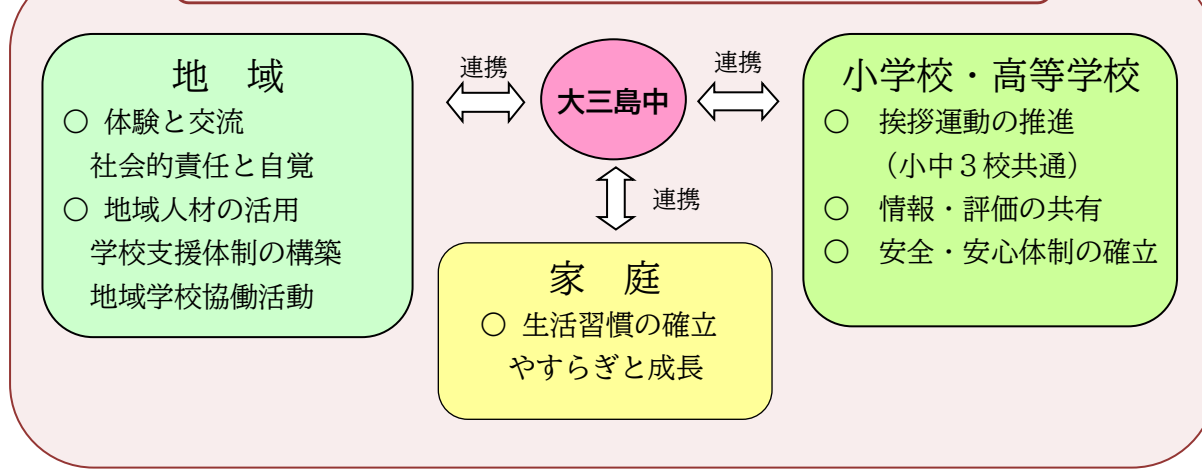 地　域
○ 体験と交流
社会的責任と自覚
○ 地域人材の活用
学校支援体制の構築
地域学校協働活動
連携
大三島中
連携
連携
小学校・高等学校
○　挨拶運動の推進
（小中３校共通）
○　情報・評価の共有
○　安全・安心体制の確立
家　庭
○ 生活習慣の確立
やすらぎと成長